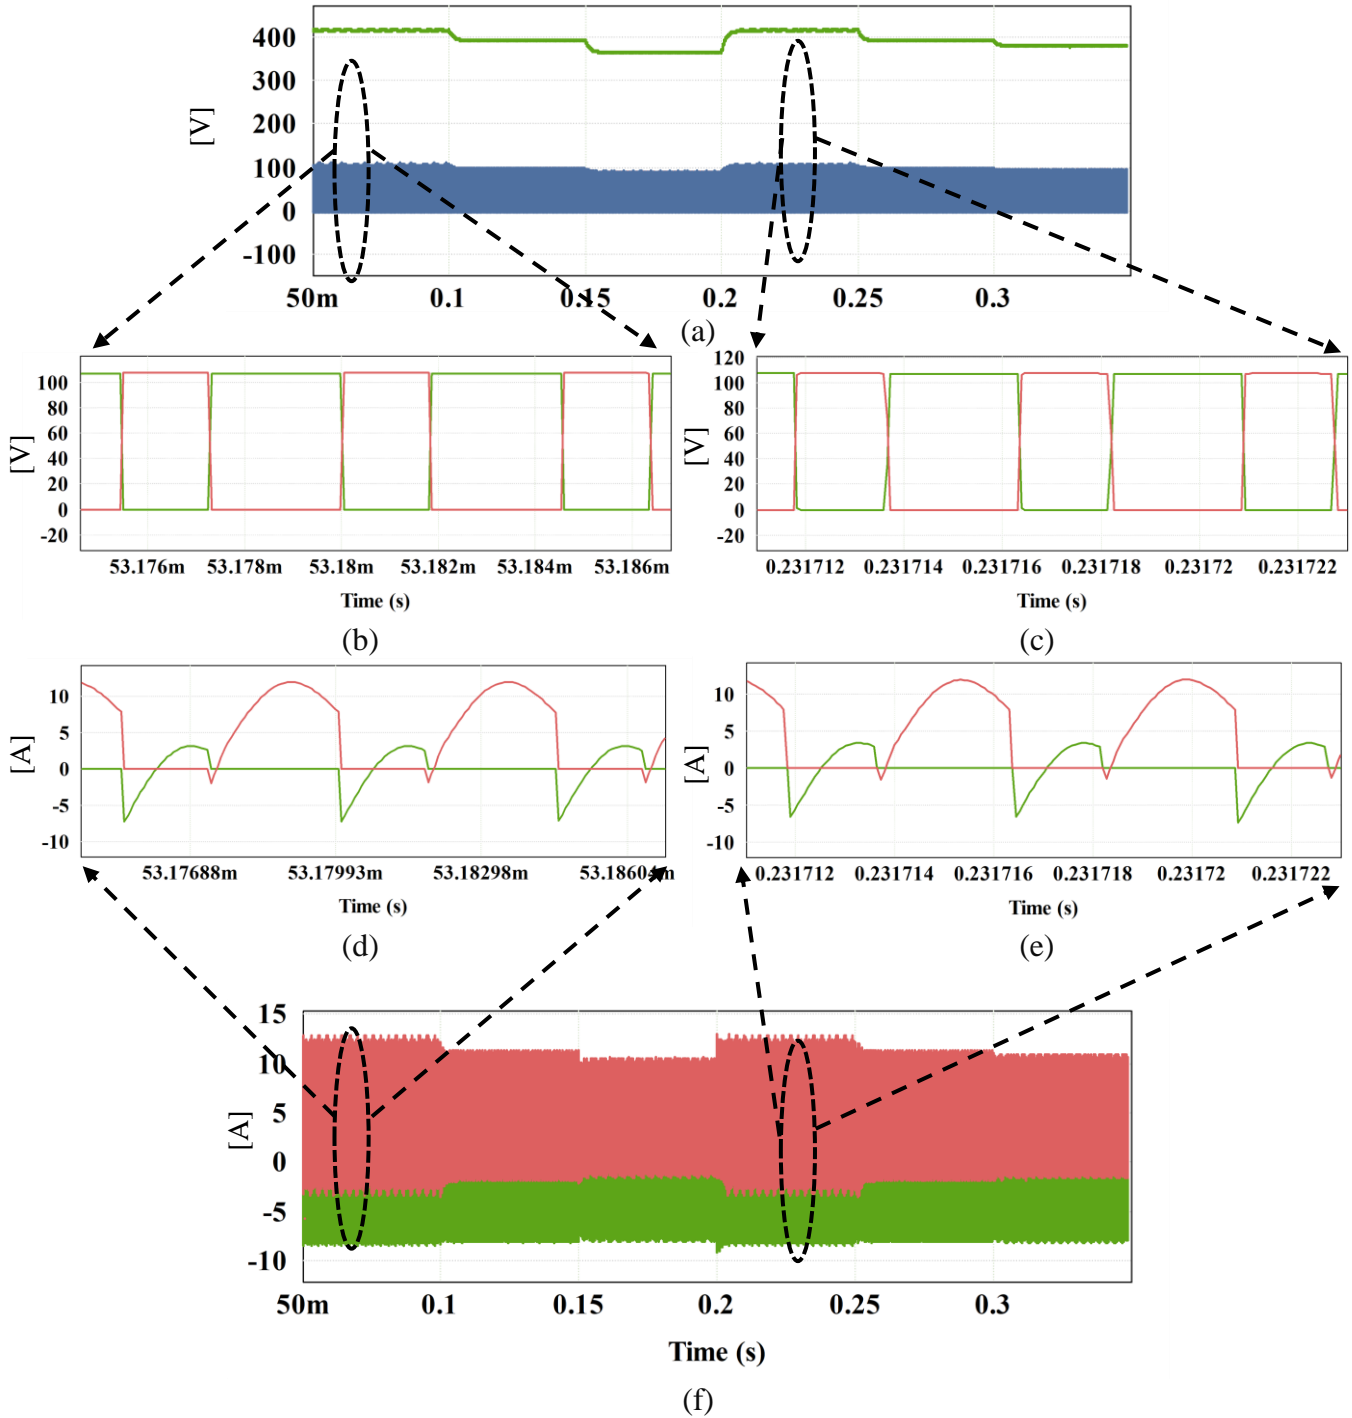 400
300
200
100
0
-100
[V]
50m 0.1 0.15 0.2 0.25 0.3
(a)
100
80
60
40
20
0
-20
[V]
53.176m 53.178m 53.18m 53.182m 53.184m 53.186m
Time (s)
(b)
120
100
80
60
40
20
0
-20
[V]
0.231712 0.231714 0.231716 0.231718 0.23172 0.231722
Time (s)
(c)
10
5
0
-5
-10
[A]
53.17688m 53.17993m 53.18298m 53.18604m
Time (s)
(d)
10
5
0
-5
-10
[A]
0.231712 0.231714 0.231716 0.231718 0.23172 0.231722
Time (s)
(e)
15
10
5
0
-5
-10
[A]
50m 0.1 0.15 0.2 0.25 0.3
Time (s)
(f)